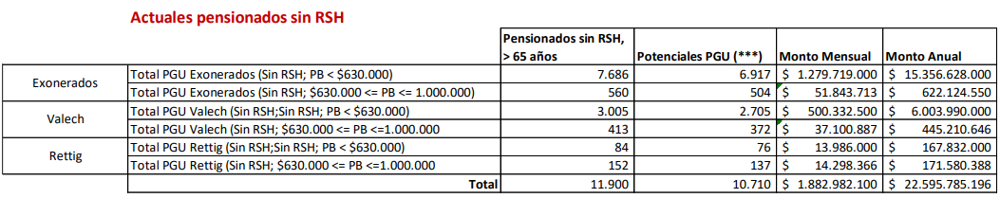 Actuales pensionados sin RSH
Pensionados sin RSH,
> 65 años Potenciales PGU (***) Monto Mensual Monto Anual
Exonerados
Total PGU Exonerados (Sin RSH; PB < $630.000) 7.686 6.917 $ 1.279.719.000 $ 15.356.628.000
Total PGU Exonerados (Sin RSH; $630.000 <= PB <= 1.000.000) 560 504 $ 51.843.713 $ 622.124.550
Valech
Total PGU Valech (Sin RSH;Sin RSH; PB < $630.000) 3.005 2.705 $ 500.332.500 $ 6.003.990.000
Total PGU Valech (Sin RSH; $630.000 <= PB <=1.000.000 413 372 $ 37.100.887 $ 445.210.646
Rettig
Total PGU Rettig (Sin RSH;Sin RSH; PB < $630.000) 84 76 $ 13.986.000 $ 167.832.000
Total PGU Rettig (Sin RSH; $630.000 <= PB <=1.000.000 152 137 $ 14.298.366 $ 171.580.388
Total 11.900 10.710 $ 1.882.982.100 $ 22.595.785.196